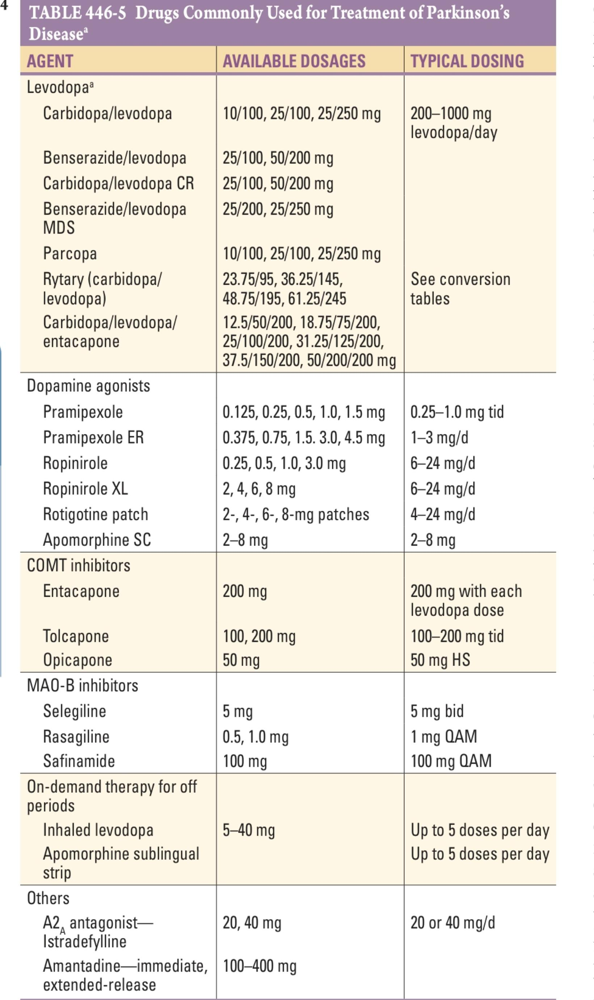 4
TABLE 446-5 Drugs Commonly Used for Treatment of Parkinson's
Diseaseᵃ
AGENT AVAILABLE DOSAGES TYPICAL DOSING
Levodopaᵃ
Carbidopa/levodopa 10/100, 25/100, 25/250 mg 200–1000 mg
levodopa/day
Benserazide/levodopa 25/100, 50/200 mg
Carbidopa/levodopa CR 25/100, 50/200 mg
Benserazide/levodopa 25/200, 25/250 mg
MDS
Parcopa 10/100, 25/100, 25/250 mg
Rytary (carbidopa/ 23.75/95, 36.25/145, See conversion
levodopa) 48.75/195, 61.25/245 tables
Carbidopa/levodopa/ 12.5/50/200, 18.75/75/200,
entacapone 25/100/200, 31.25/125/200,
37.5/150/200, 50/200/200 mg
Dopamine agonists
Pramipexole 0.125, 0.25, 0.5, 1.0, 1.5 mg 0.25–1.0 mg tid
Pramipexole ER 0.375, 0.75, 1.5. 3.0, 4.5 mg 1–3 mg/d
Ropinirole 0.25, 0.5, 1.0, 3.0 mg 6–24 mg/d
Ropinirole XL 2, 4, 6, 8 mg 6–24 mg/d
Rotigotine patch 2-, 4-, 6-, 8-mg patches 4–24 mg/d
Apomorphine SC 2–8 mg 2–8 mg
COMT inhibitors
Entacapone 200 mg 200 mg with each
levodopa dose
Tolcapone 100, 200 mg 100–200 mg tid
Opicapone 50 mg 50 mg HS
MAO-B inhibitors
Selegiline 5 mg 5 mg bid
Rasagiline 0.5, 1.0 mg 1 mg QAM
Safinamide 100 mg 100 mg QAM
On-demand therapy for off
periods
Inhaled levodopa 5–40 mg Up to 5 doses per day
Apomorphine sublingual Up to 5 doses per day
strip
Others
A2A antagonist— 20, 40 mg 20 or 40 mg/d
Istradefylline
Amantadine—immediate, 100–400 mg
extended-release